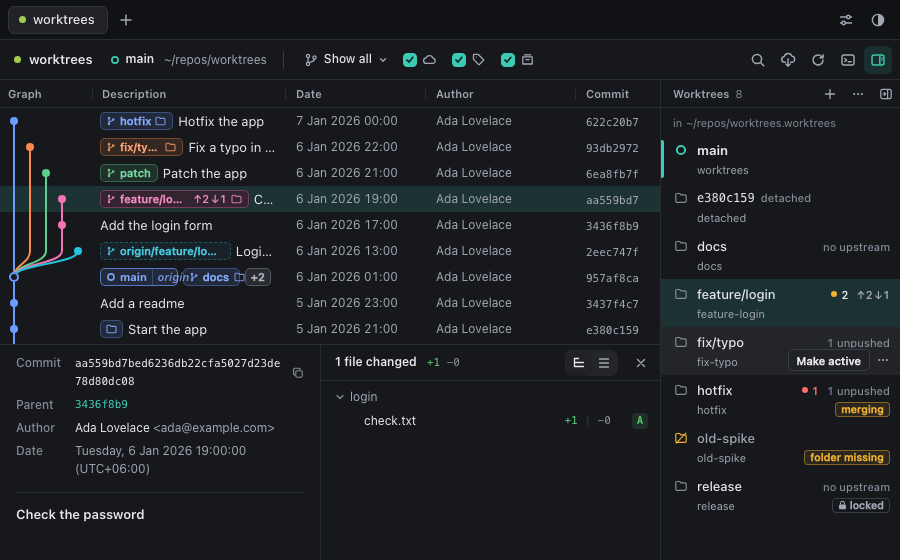 worktrees
worktrees main ~/repos/worktrees Show all
Graph Description Date Author Commit
hotfix Hotfix the app 7 Jan 2026 00:00 Ada Lovelace 622c20b7
fix/ty... Fix a typo in ... 6 Jan 2026 22:00 Ada Lovelace 93db2972
patch Patch the app 6 Jan 2026 21:00 Ada Lovelace 6ea8fb7f
feature/lo... ↑2↓1 C... 6 Jan 2026 19:00 Ada Lovelace aa559bd7
Add the login form 6 Jan 2026 17:00 Ada Lovelace 3436f8b9
origin/feature/lo... Logi... 6 Jan 2026 13:00 Ada Lovelace 2eec747f
main origin docs +2 6 Jan 2026 01:00 Ada Lovelace 957af8ca
Add a readme 5 Jan 2026 23:00 Ada Lovelace 3437f4c7
Start the app 5 Jan 2026 21:00 Ada Lovelace e380c159
Commit aa559bd7bed6236db22cfa5027d23de
78d80dc08
Parent 3436f8b9
Author Ada Lovelace <ada@example.com>
Date Tuesday, 6 Jan 2026 19:00:00
(UTC+06:00)
Check the password
1 file changed +1 −0
login
check.txt +1 | −0 A
Worktrees 8
in ~/repos/worktrees.worktrees
main
worktrees
e380c159 detached
detached
docs no upstream
docs
feature/login 2 ↑2↓1
feature-login
fix/typo 1 unpushed
fix-typo Make active
hotfix 1 1 unpushed
hotfix merging
old-spike
old-spike folder missing
release no upstream
release locked